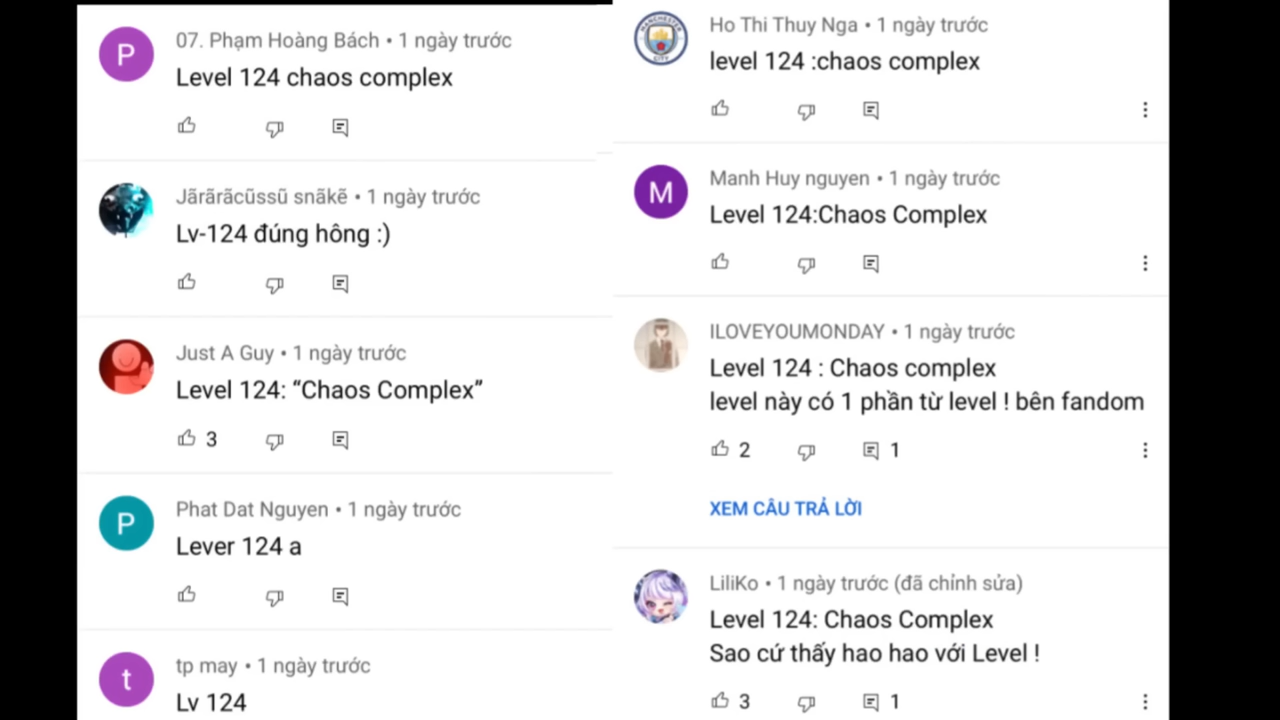 P
07. Phạm Hoàng Bách • 1 ngày trước
Level 124 chaos complex
Jãrãrãcũssũ snãkẽ • 1 ngày trước
Lv-124 đúng hông :)
Just A Guy • 1 ngày trước
Level 124: “Chaos Complex”
3
P
Phat Dat Nguyen • 1 ngày trước
Lever 124 a
t
tp may • 1 ngày trước
Lv 124
MANCHESTER
CITY
Ho Thi Thuy Nga • 1 ngày trước
level 124 :chaos complex
M
Manh Huy nguyen • 1 ngày trước
Level 124:Chaos Complex
ILOVEYOUMONDAY • 1 ngày trước
Level 124 : Chaos complex
level này có 1 phần từ level ! bên fandom
2 1
XEM CÂU TRẢ LỜI
LiliKo • 1 ngày trước (đã chỉnh sửa)
Level 124: Chaos Complex
Sao cứ thấy hao hao với Level !
3 1